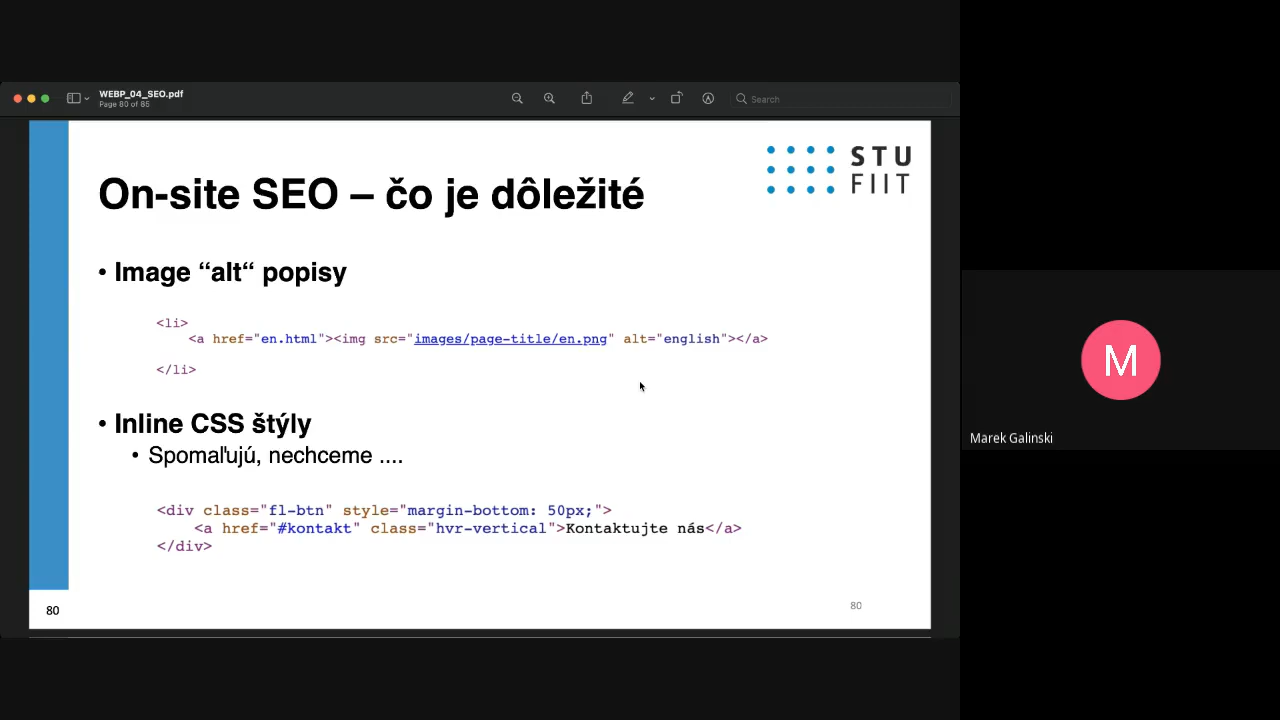 WEBP_04_SEO.pdf
Page 80 of 85
Search
STU
FIIT
On-site SEO – čo je dôležité
• Image “alt“ popisy
<li>
<a href="en.html"><img src="images/page-title/en.png" alt="english"></a>
</li>
• Inline CSS štýly
• Spomaľujú, nechceme ....
<div class="fl-btn" style="margin-bottom: 50px;">
<a href="#kontakt" class="hvr-vertical">Kontaktujte nás</a>
</div>
80
80
M
Marek Galinski